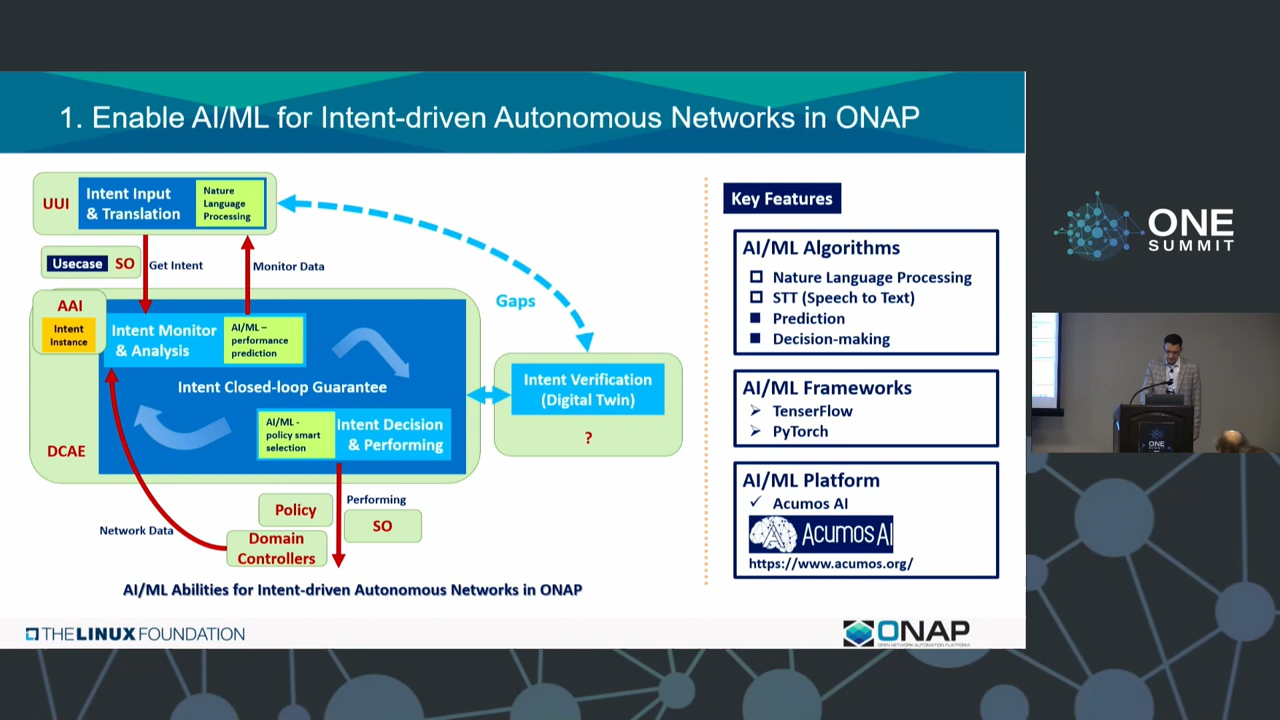 1. Enable AI/ML for Intent-driven Autonomous Networks in ONAP
UUI
Intent Input
& Translation
Nature
Language
Processing
Usecase
SO
Get Intent
Monitor Data
AAI
Intent
Instance
Intent Monitor
& Analysis
AI/ML –
performance
prediction
Intent Closed-loop Guarantee
AI/ML -
policy smart
selection
Intent Decision
& Performing
DCAE
Gaps
Intent Verification
(Digital Twin)
?
Policy
Performing
SO
Network Data
Domain
Controllers
AI/ML Abilities for Intent-driven Autonomous Networks in ONAP
Key Features
AI/ML Algorithms
Nature Language Processing
STT (Speech to Text)
Prediction
Decision-making
AI/ML Frameworks
TenserFlow
PyTorch
AI/ML Platform
Acumos AI
ACUMOS AI
https://www.acumos.org/
THE LINUX FOUNDATION
ONAP
OPEN NETWORK AUTOMATION PLATFORM
ONE
SUMMIT
ONE